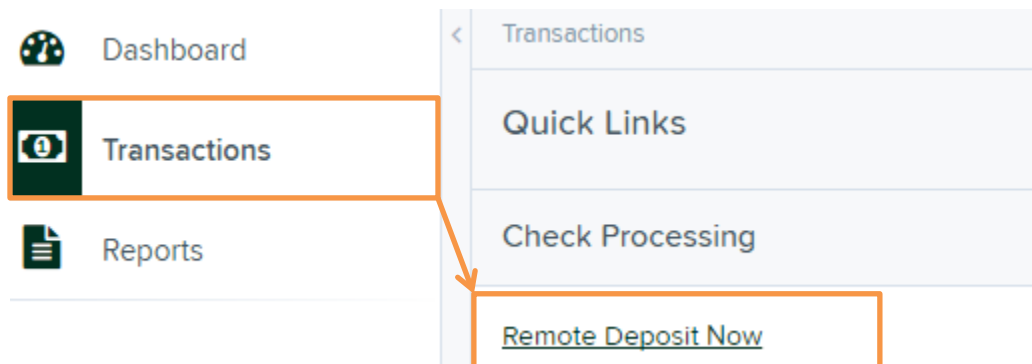 Dashboard
Transactions
Reports
<
Transactions
Quick Links
Check Processing
Remote Deposit Now